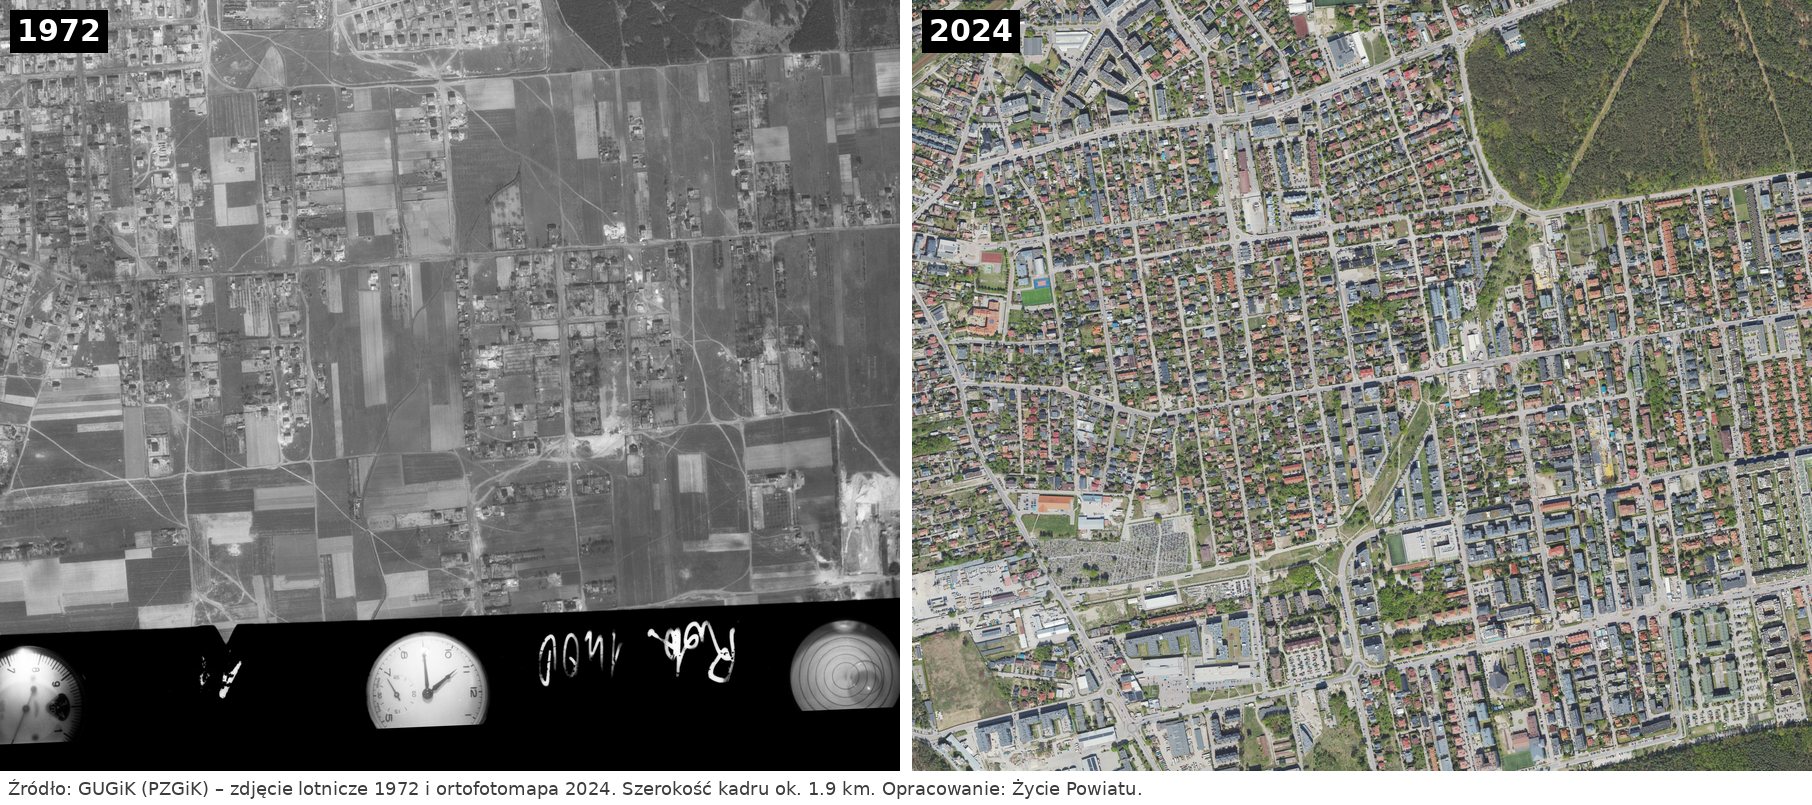 1972
2024
Źródło: GUGiK (PZGiK) – zdjęcie lotnicze 1972 i ortofotomapa 2024. Szerokość kadru ok. 1.9 km. Opracowanie: Życie Powiatu.